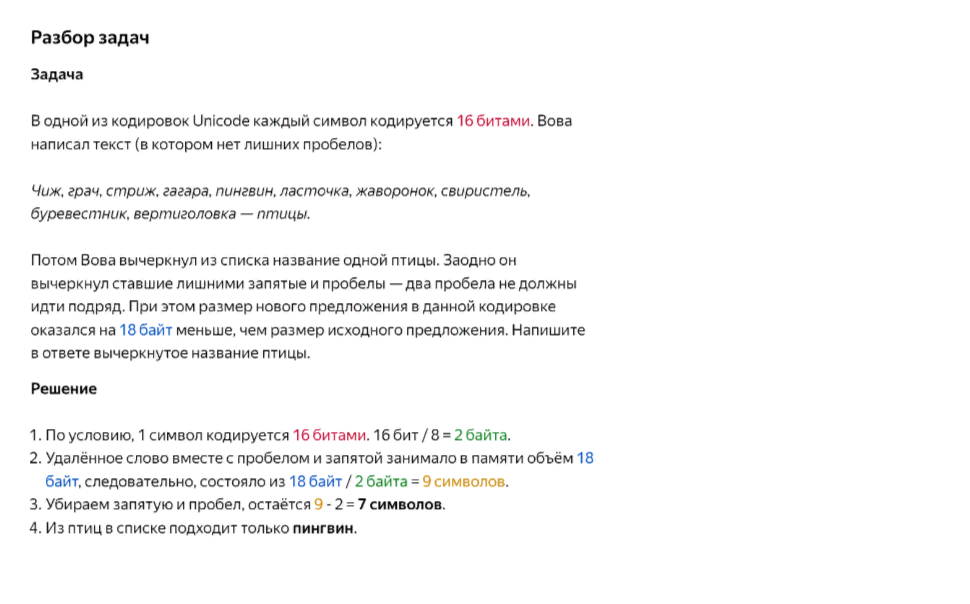 Разбор задач
Задача
В одной из кодировок Unicode каждый символ кодируется 16 битами. Вова
написал текст (в котором нет лишних пробелов):
Чиж, грач, стриж, гагара, пингвин, ласточка, жаворонок, свиристель,
буревестник, вертиголовка — птицы.
Потом Вова вычеркнул из списка название одной птицы. Заодно он
вычеркнул ставшие лишними запятые и пробелы — два пробела не должны
идти подряд. При этом размер нового предложения в данной кодировке
оказался на 18 байт меньше, чем размер исходного предложения. Напишите
в ответе вычеркнутое название птицы.
Решение
1. По условию, 1 символ кодируется 16 битами. 16 бит / 8 = 2 байта.
2. Удалённое слово вместе с пробелом и запятой занимало в памяти объём 18
байт, следовательно, состояло из 18 байт / 2 байта = 9 символов.
3. Убираем запятую и пробел, остаётся 9 - 2 = 7 символов.
4. Из птиц в списке подходит только пингвин.